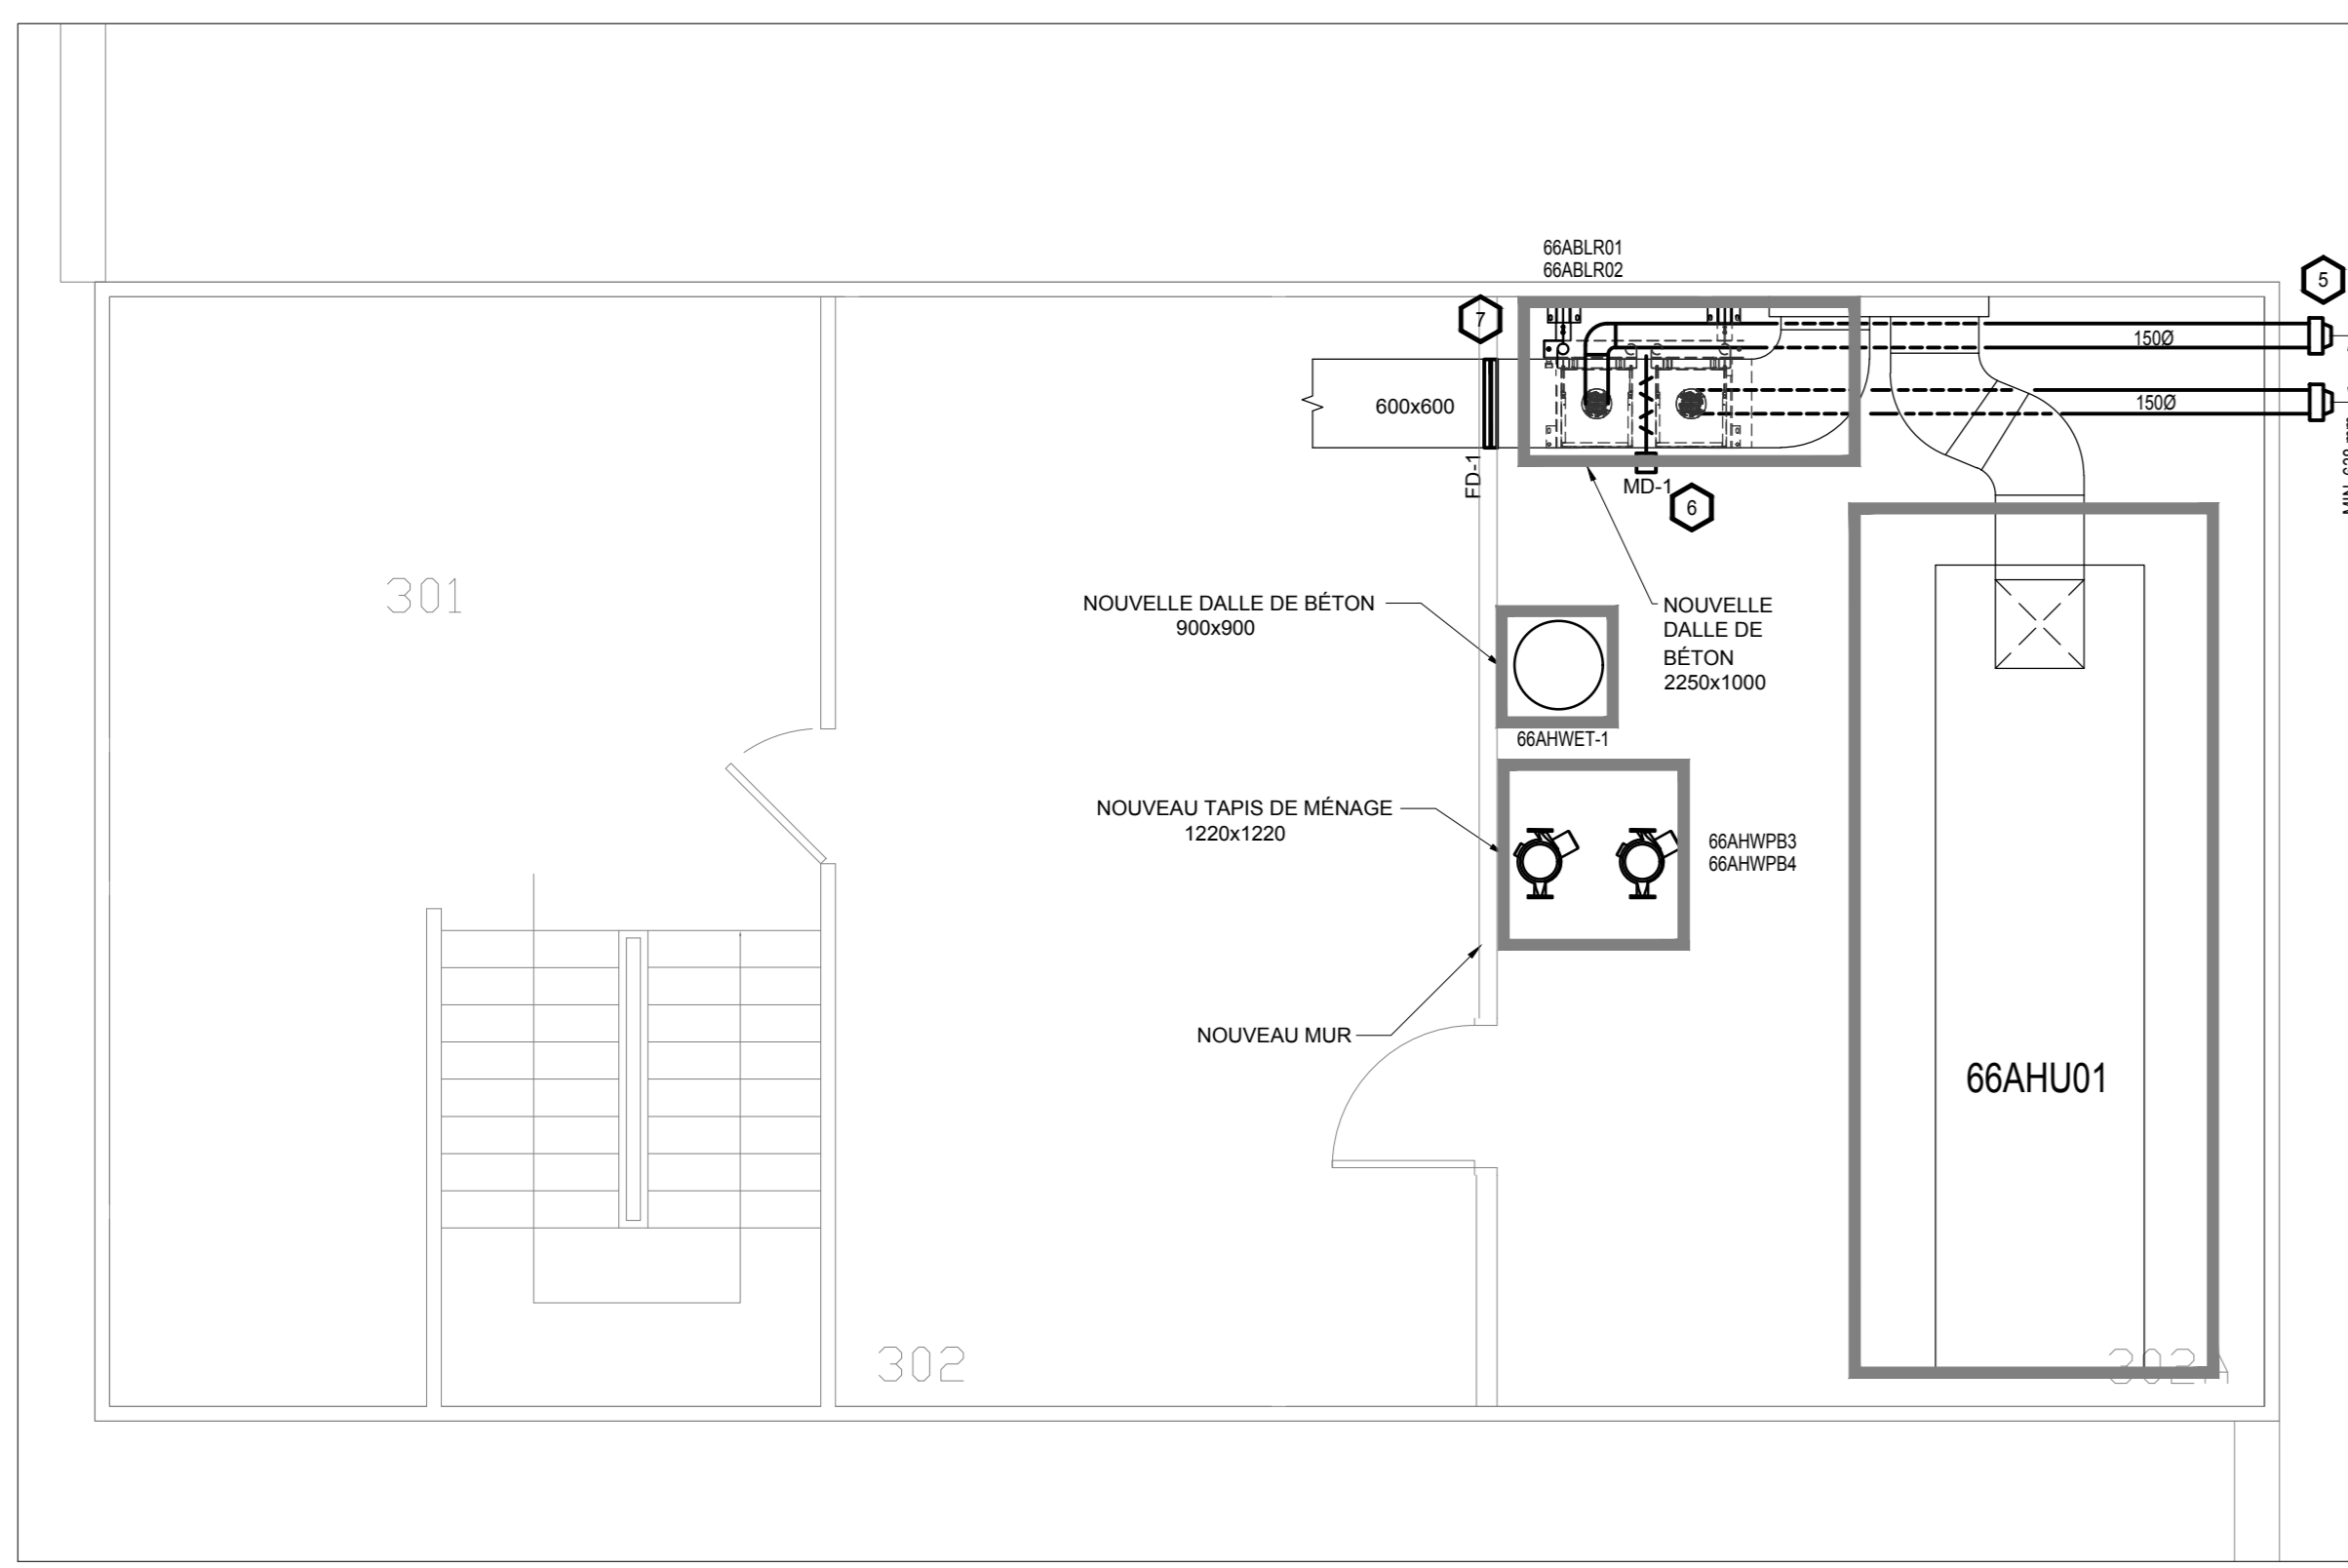 66ABLR01
66ABLR02
5
7
150Ø
600x600
150Ø
FD-1
MD-1
6
301
NOUVELLE DALLE DE BÉTON
900x900
NOUVELLE
DALLE DE
BÉTON
2250x1000
66AHWET-1
NOUVEAU TAPIS DE MÉNAGE
1220x1220
66AHWPB3
66AHWPB4
NOUVEAU MUR
66AHU01
302
302A